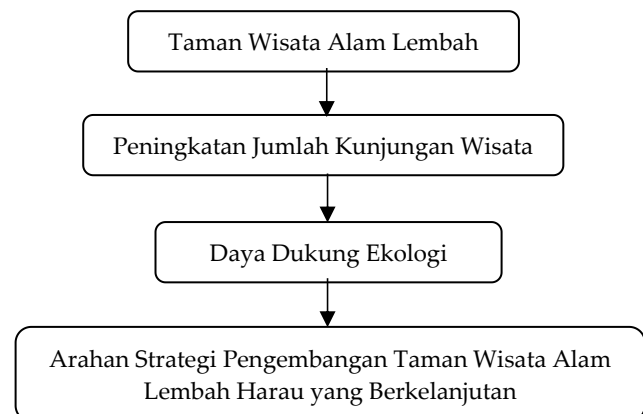 Taman Wisata Alam Lembah
Peningkatan Jumlah Kunjungan Wisata
Daya Dukung Ekologi
Arahan Strategi Pengembangan Taman Wisata Alam
Lembah Harau yang Berkelanjutan